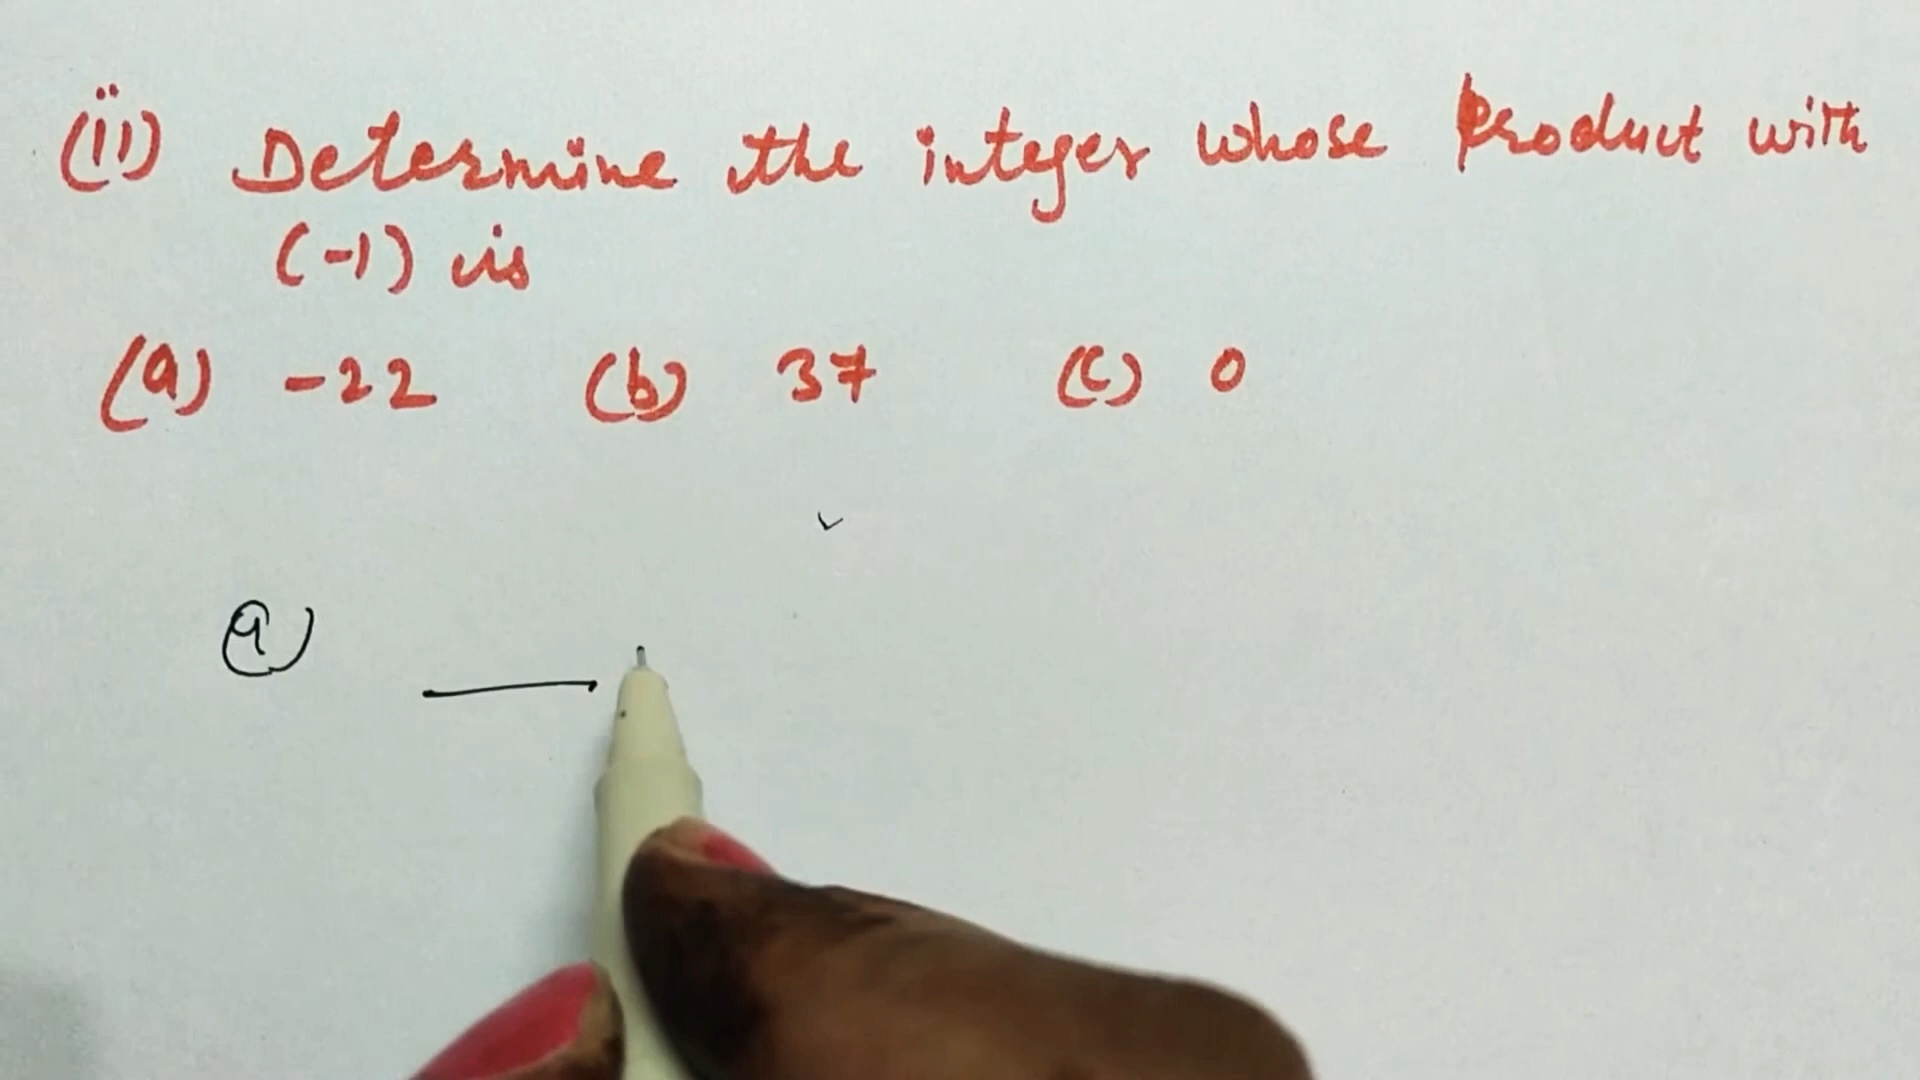 (ii) Determine the integer whose Product with
(-1) is
(a) -22 (b) 37 (c) 0
(a)